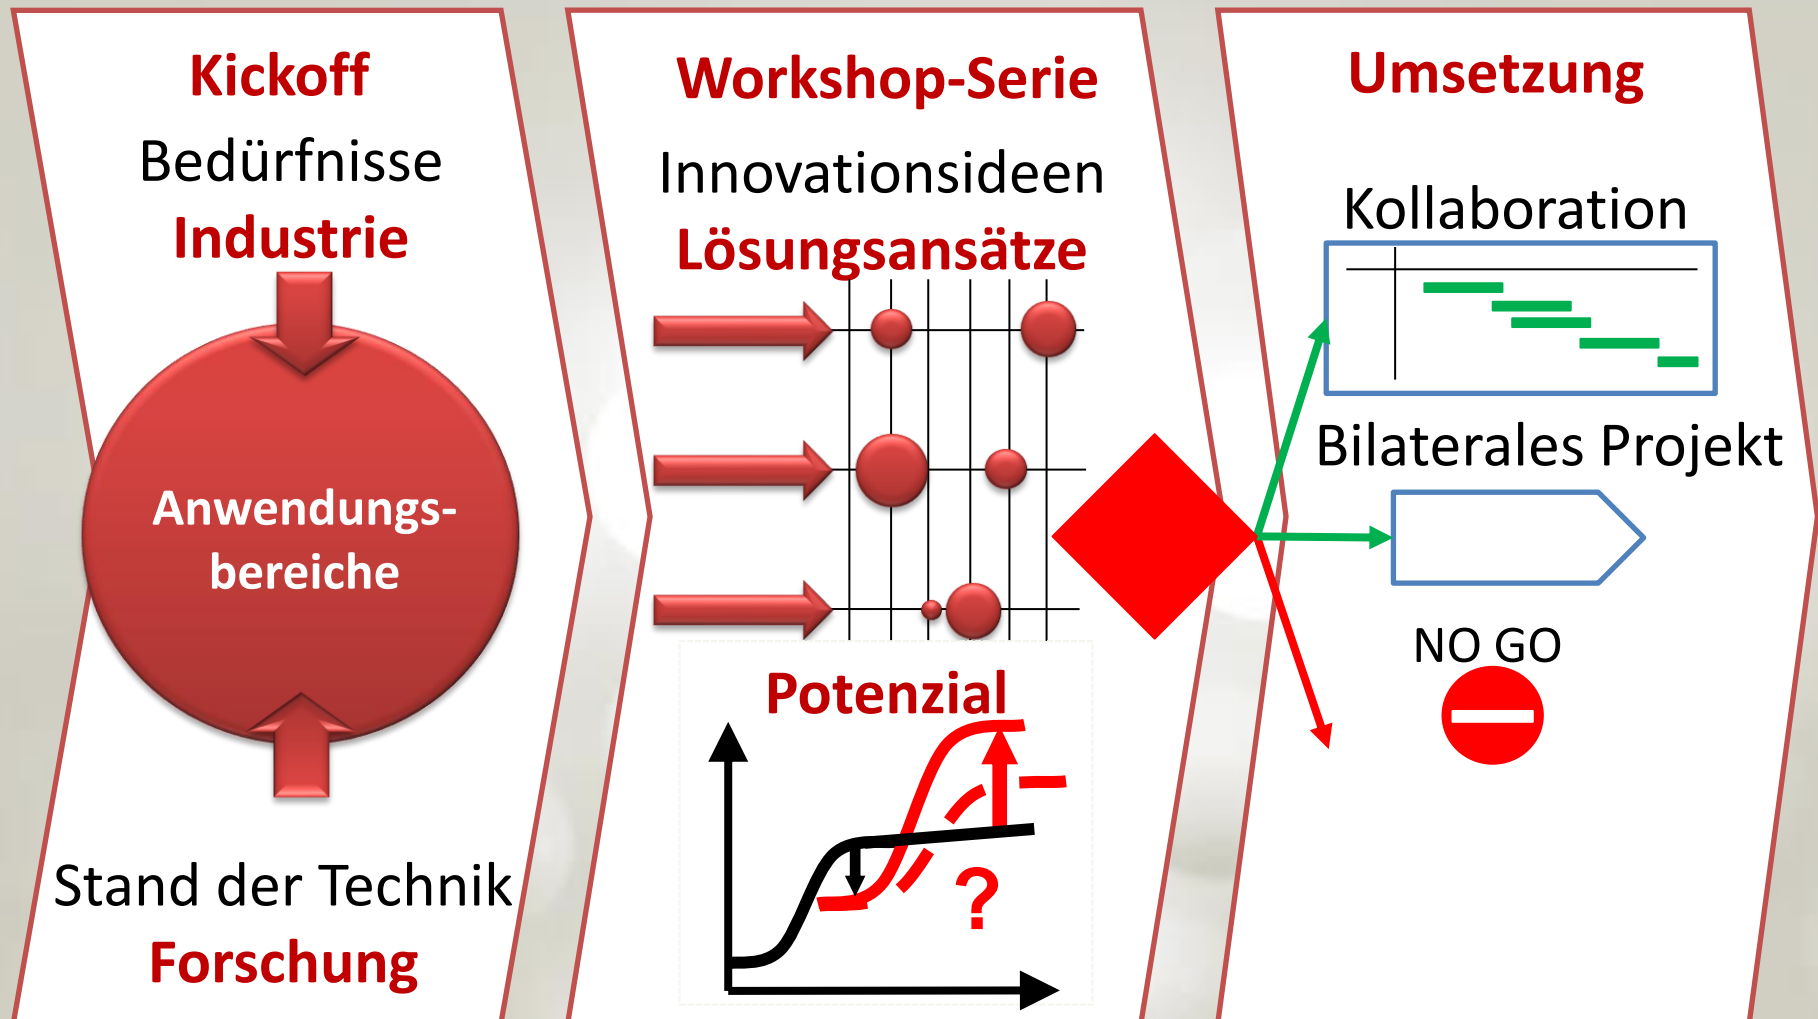 Kickoff
Bedürfnisse
Industrie
Anwendungs-
bereiche
Stand der Technik
Forschung
Workshop-Serie
Innovationsideen
Lösungsansätze
Potenzial
?
Umsetzung
Kollaboration
Bilaterales Projekt
NO GO